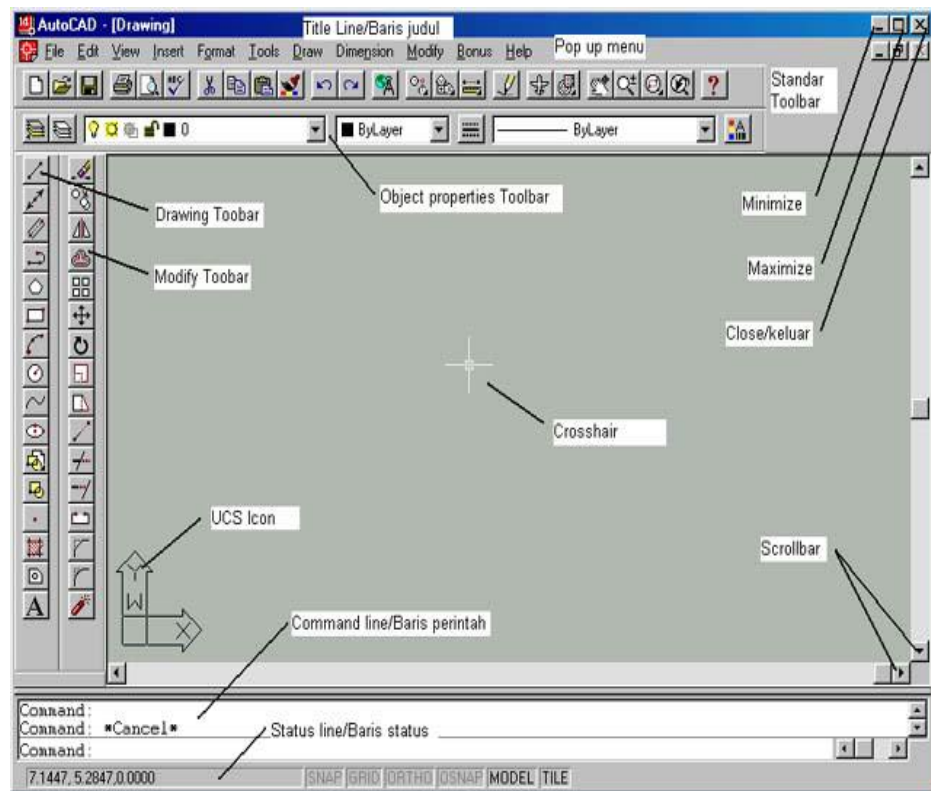 AutoCAD - [Drawing]
Title Line/Baris judul
File Edit View Insert Format Tools Draw Dimension Modify Bonus Help
Pop up menu
Standar
Toolbar
0
ByLayer
ByLayer
Object properties Toolbar
Minimize
Drawing Toobar
Modify Toobar
Maximize
Close/keluar
Crosshair
UCS Icon
Scrollbar
Y
W
X
Command line/Baris perintah
Command:
Command: *Cancel*
Status line/Baris status
Command:
7.1447, 5.2847,0.0000 SNAP GRID ORTHO OSNAP MODEL TILE